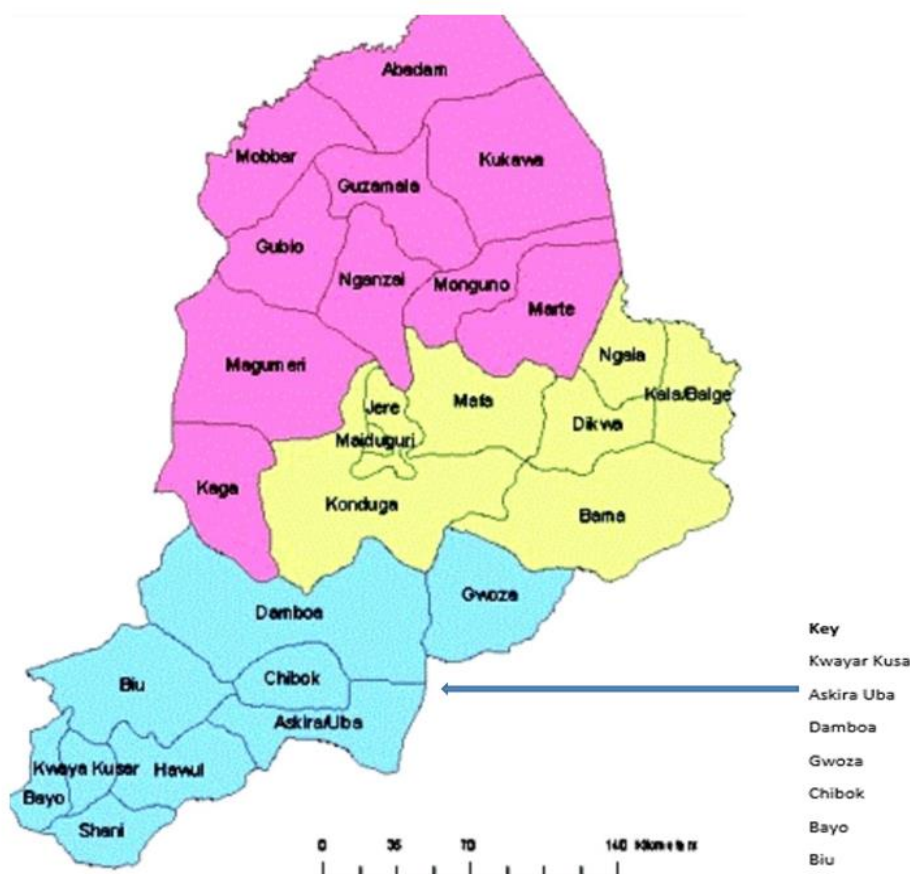 Abadam
Mobbar
Kukawa
Guzamala
Gubio
Nganzai
Monguno
Marte
Magumeri
Ngala
Kala/Balge
Jere
Mafa
Dikwa
Maiduguri
Kaga
Konduga
Bama
Gwoza
Damboa
Chibok
Biu
Askira/Uba
Kwaya Kusar
Hawul
Bayo
Shani
0 35 70 140 Kilometers
Key
Kwayar Kusa
Askira Uba
Damboa
Gwoza
Chibok
Bayo
Biu